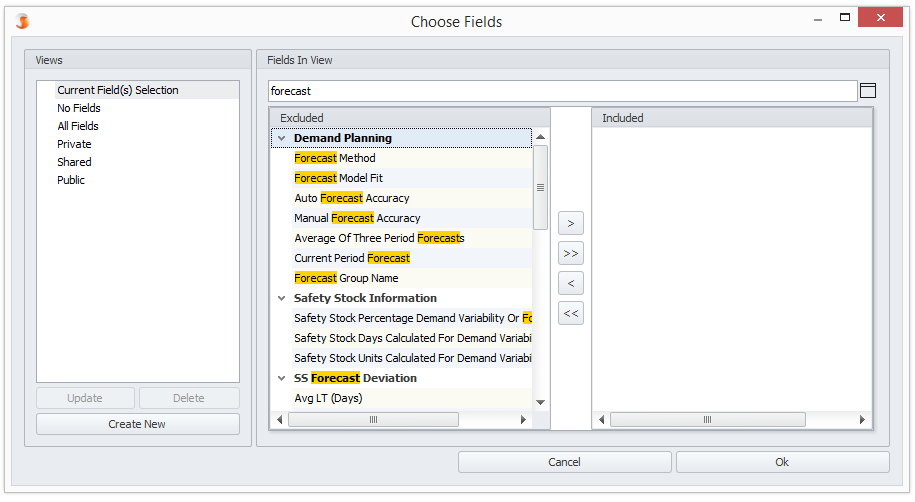 Choose Fields
Views
Current Field(s) Selection
No Fields
All Fields
Private
Shared
Public
Update
Delete
Create New
Fields In View
forecast
Excluded
Demand Planning
Forecast Method
Forecast Model Fit
Auto Forecast Accuracy
Manual Forecast Accuracy
Average Of Three Period Forecasts
Current Period Forecast
Forecast Group Name
Safety Stock Information
Safety Stock Percentage Demand Variability Or Fo
Safety Stock Days Calculated For Demand Variabi
Safety Stock Units Calculated For Demand Variabi
SS Forecast Deviation
Avg LT (Days)
>
>>
<
<<
Included
Cancel
Ok